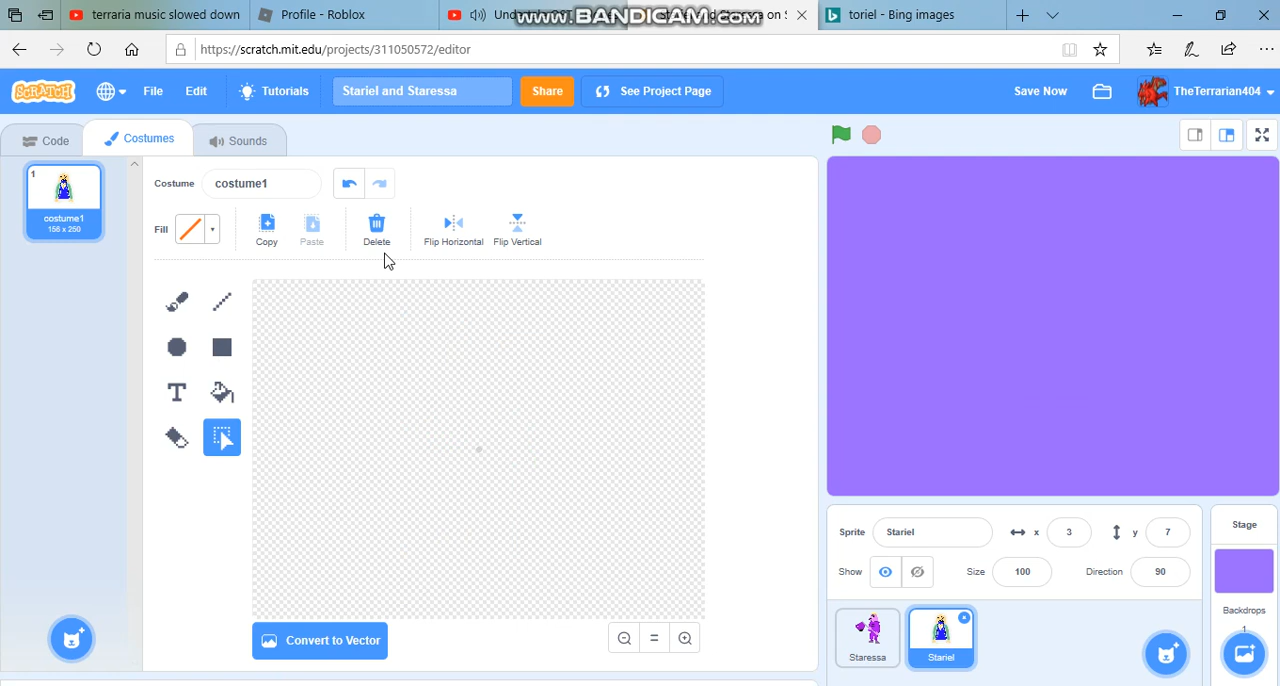 terraria music slowed down
Profile - Roblox
www.BANDICAM.com
toriel - Bing images
https://scratch.mit.edu/projects/311050572/editor
SCRATCH
File
Edit
Tutorials
Stariel and Staressa
Share
See Project Page
Save Now
TheTerrarian404
Code
Costumes
Sounds
1
costume1
156 x 250
Costume
costume1
Fill
Copy
Paste
Delete
Flip Horizontal
Flip Vertical
T
Convert to Vector
Sprite
Stariel
x
3
y
7
Show
Size
100
Direction
90
Staressa
Stariel
Stage
Backdrops
1